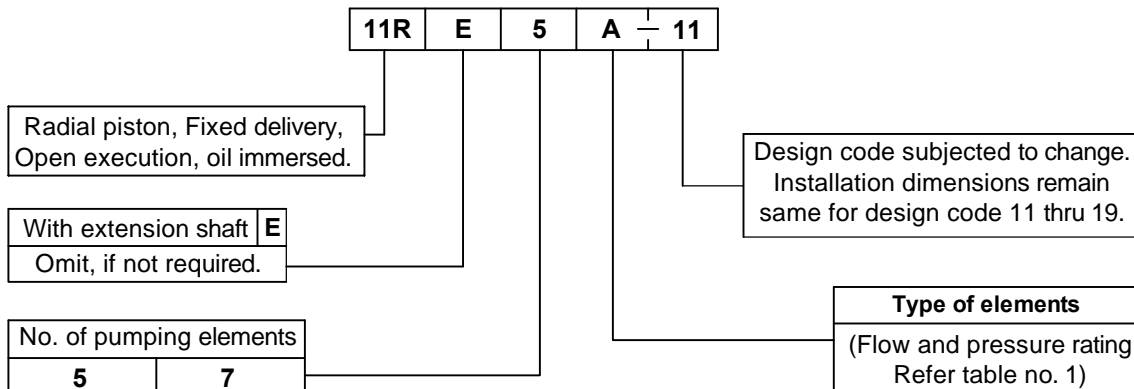 11R E 5 A - 11
Radial piston, Fixed delivery,
Open execution, oil immersed.
Design code subjected to change.
Installation dimensions remain
same for design code 11 thru 19.
With extension shaft E
Omit, if not required.
No. of pumping elements
5 7
Type of elements
(Flow and pressure rating
Refer table no. 1)